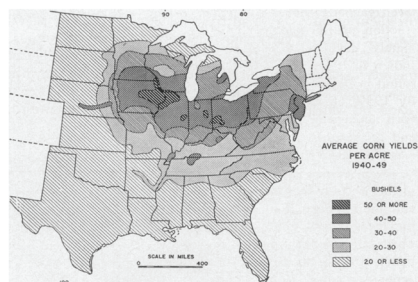 90
80
AVERAGE CORN YIELDS
PER ACRE
1940-49
BUSHELS
50 OR MORE
40-50
30-40
20-30
20 OR LESS
SCALE IN MILES
0 400